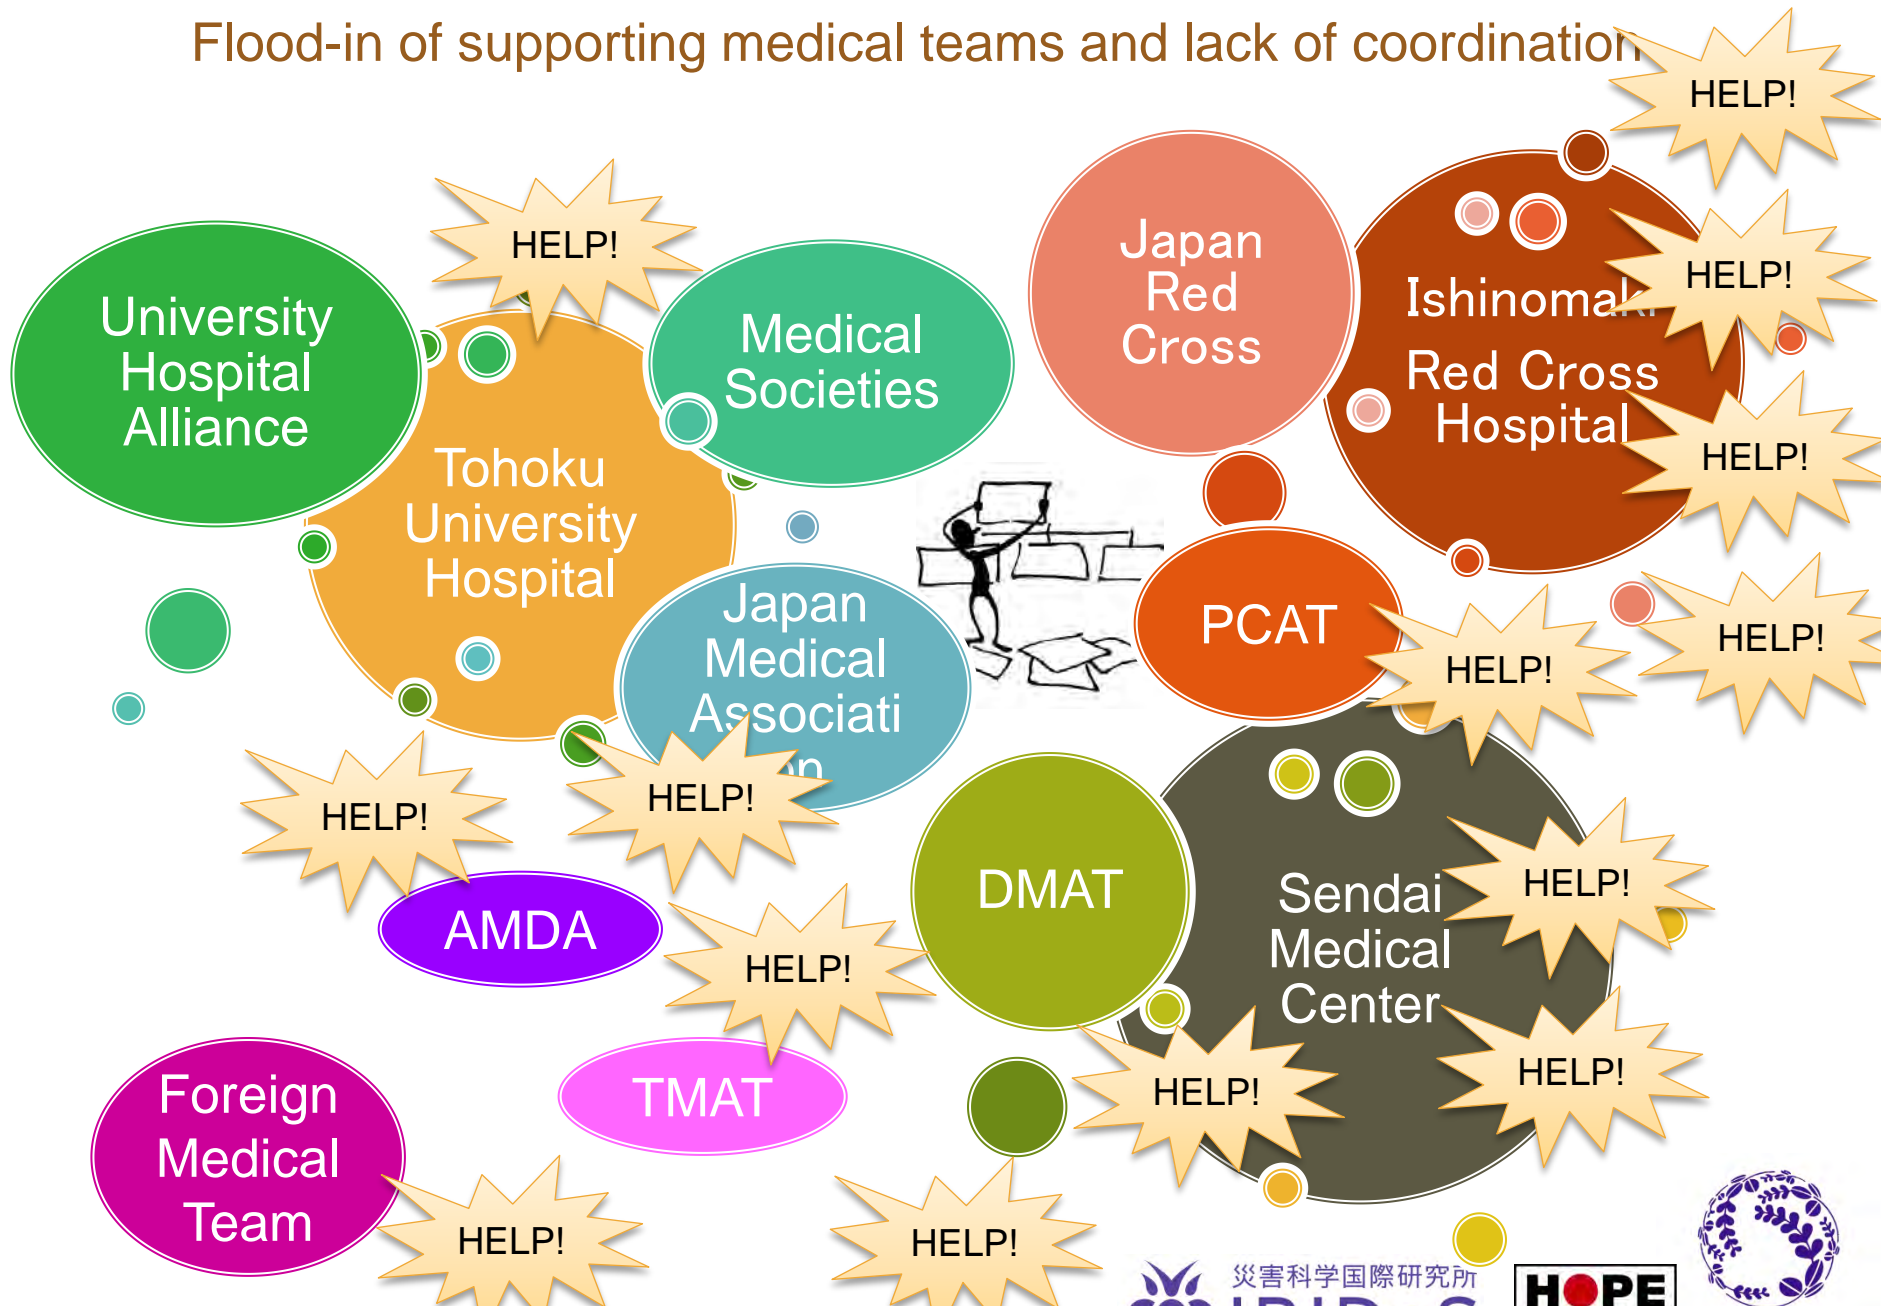 Flood-in of supporting medical teams and lack of coordination
HELP!
HELP!
University
Hospital
Alliance
Medical
Societies
Japan
Red
Cross
Ishinomaki
Red Cross
Hospital
HELP!
HELP!
Tohoku
University
Hospital
Japan
Medical
Associati
on
PCAT
HELP!
HELP!
HELP!
HELP!
AMDA
HELP!
DMAT
Sendai
Medical
Center
HELP!
HELP!
HELP!
TMAT
Foreign
Medical
Team
HELP!
HELP!
災害科学国際研究所
IRIDeS
HOPE